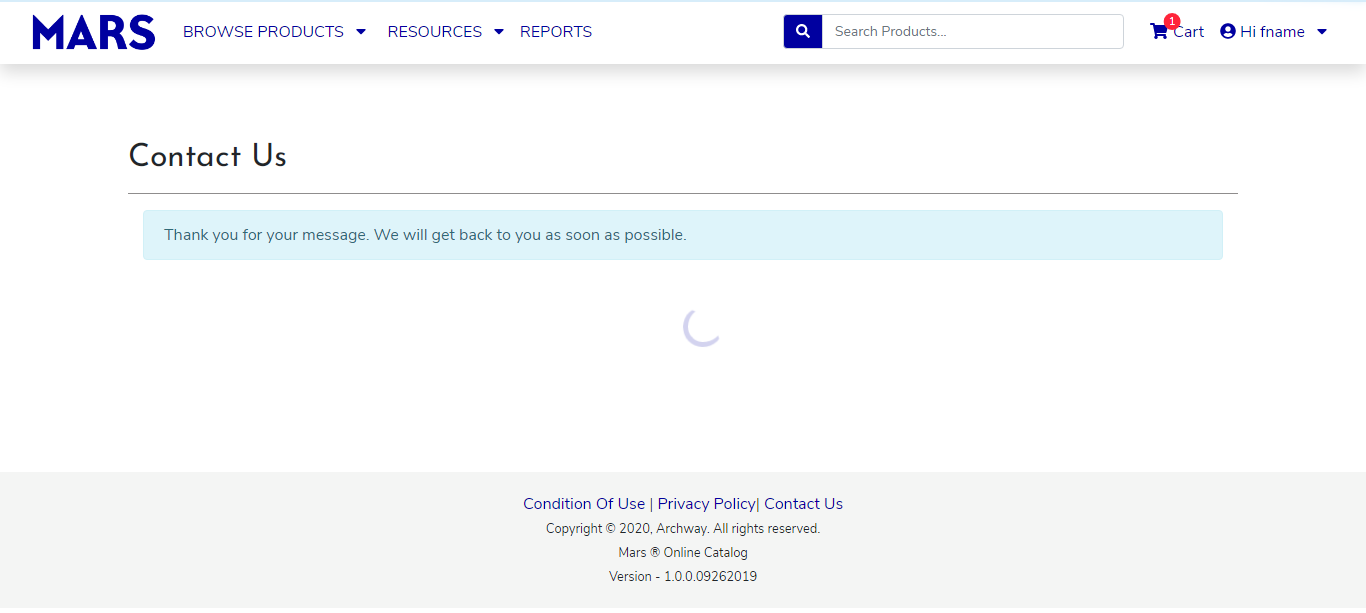 MARS BROWSE PRODUCTS RESOURCES REPORTS Search Products... 1 Cart Hi fname
Contact Us
Thank you for your message. We will get back to you as soon as possible.
Condition Of Use | Privacy Policy| Contact Us
Copyright © 2020, Archway. All rights reserved.
Mars ® Online Catalog
Version - 1.0.0.09262019